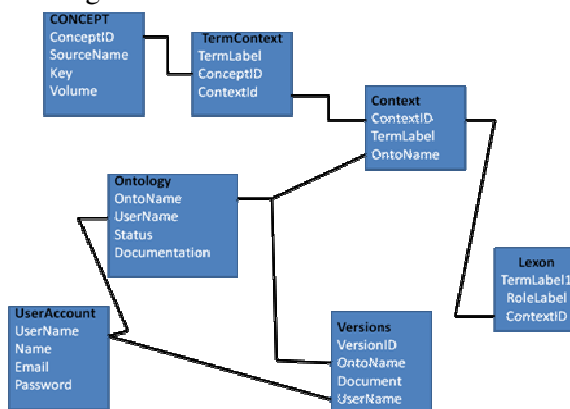 CONCEPT
ConceptID
SourceName
Key
Volume
TermContext
TermLabel
ConceptID
ContextId
Context
ContextID
TermLabel
OntoName
Ontology
OntoName
UserName
Status
Documentation
Lexon
TermLabel1
RoleLabel
ContextID
UserAccount
UserName
Name
Email
Password
Versions
VersionID
OntoName
Document
UserName